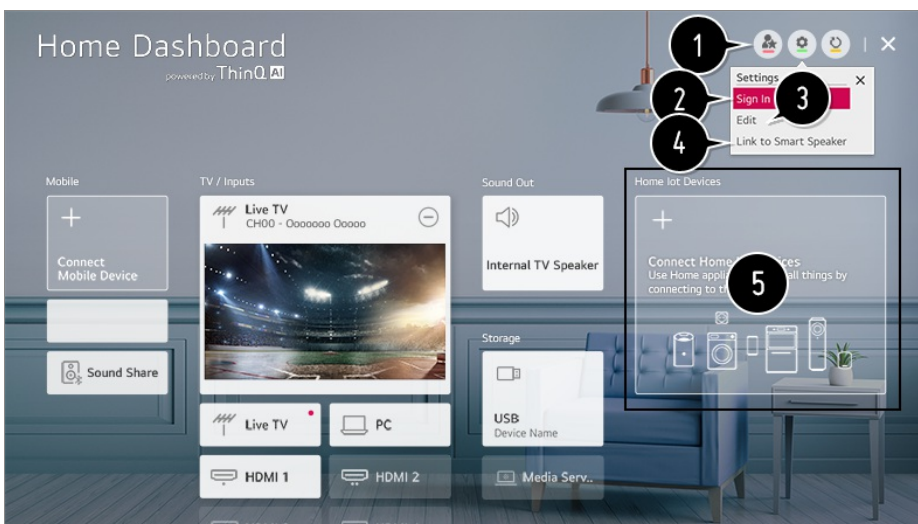 Home Dashboard
powered by ThinQ AI
1
Settings
2
Sign In
3
Edit
4
Link to Smart Speaker
Mobile
TV / Inputs
Sound Out
Home Iot Devices
Live TV
CH00 - Ooooooo Ooooo
Connect
Mobile Device
Internal TV Speaker
Connect Home
Use Home
all things by
connecting to
5
Storage
Sound Share
USB
Device Name
Live TV
PC
HDMI 1
HDMI 2
Media Serv..